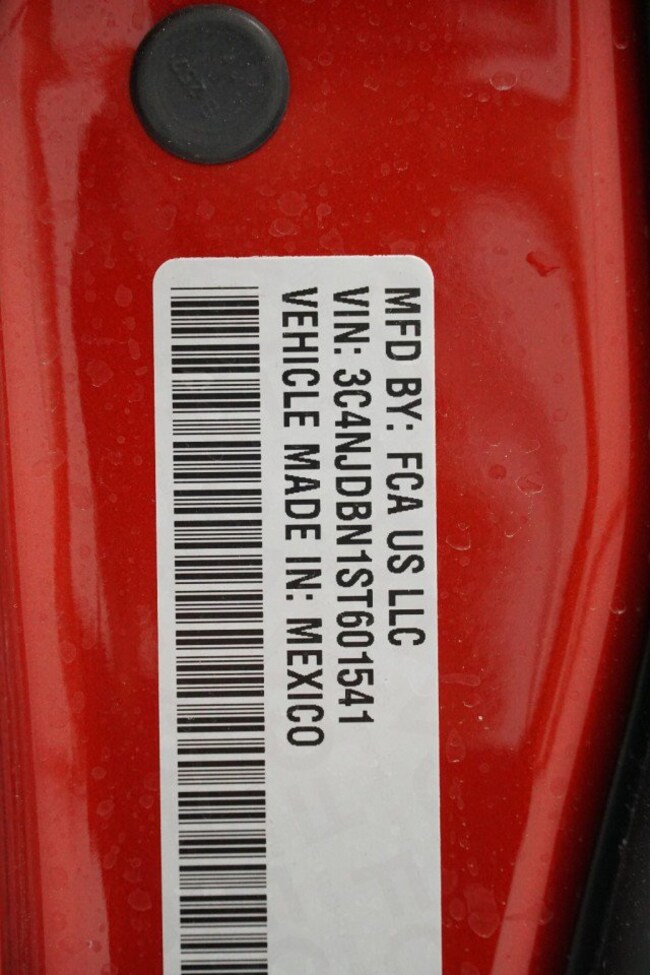 MFD BY: FCA US LLC
VIN: 3C4NJDBN1ST601541
VEHICLE MADE IN: MEXICO